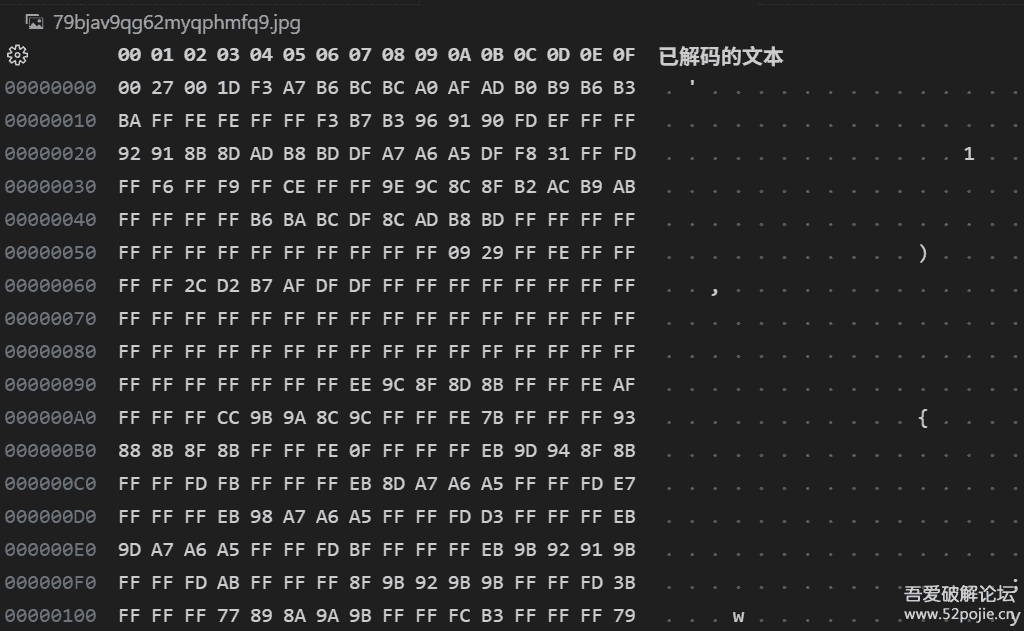 79bjav9qg62myqphmfq9.jpg
00 01 02 03 04 05 06 07 08 09 0A 0B 0C 0D 0E 0F 已解码的文本
00000000 00 27 00 1D F3 A7 B6 BC BC A0 AF AD B0 B9 B6 B3 . ' . . . . . . . . . . . . . .
00000010 BA FF FE FE FF FF F3 B7 B3 96 91 90 FD EF FF FF . . . . . . . . . . . . . . . .
00000020 92 91 8B 8D AD B8 BD DF A7 A6 A5 DF F8 31 FF FD . . . . . . . . . . . . . 1 . .
00000030 FF F6 FF F9 FF CE FF FF 9E 9C 8C 8F B2 AC B9 AB . . . . . . . . . . . . . . . .
00000040 FF FF FF FF B6 BA BC DF 8C AD B8 BD FF FF FF FF . . . . . . . . . . . . . . . .
00000050 FF FF FF FF FF FF FF FF FF FF 09 29 FF FE FF FF . . . . . . . . . . . ) . . . .
00000060 FF FF 2C D2 B7 AF DF DF FF FF FF FF FF FF FF FF . . , . . . . . . . . . . . . .
00000070 FF FF FF FF FF FF FF FF FF FF FF FF FF FF FF FF . . . . . . . . . . . . . . . .
00000080 FF FF FF FF FF FF FF FF FF FF FF FF FF FF FF FF . . . . . . . . . . . . . . . .
00000090 FF FF FF FF FF FF FF EE 9C 8F 8D 8B FF FF FE AF . . . . . . . . . . . . . . . .
000000A0 FF FF FF CC 9B 9A 8C 9C FF FF FE 7B FF FF FF 93 . . . . . . . . . . . { . . . .
000000B0 88 8B 8F 8B FF FF FE 0F FF FF FF EB 9D 94 8F 8B . . . . . . . . . . . . . . . .
000000C0 FF FF FD FB FF FF FF EB 8D A7 A6 A5 FF FF FD E7 . . . . . . . . . . . . . . . .
000000D0 FF FF FF EB 98 A7 A6 A5 FF FF FD D3 FF FF FF EB . . . . . . . . . . . . . . . .
000000E0 9D A7 A6 A5 FF FF FD BF FF FF FF EB 9B 92 91 9B . . . . . . . . . . . . . . . .
000000F0 FF FF FD AB FF FF FF 8F 9B 92 9B 9B FF FF FD 3B . . . . . . . . . . . . . . . ;
00000100 FF FF FF 77 89 8A 9A 9B FF FF FC B3 FF FF FF 79 . . . w . . . . . . . . . . . y
吾爱破解论坛
www.52pojie.cn